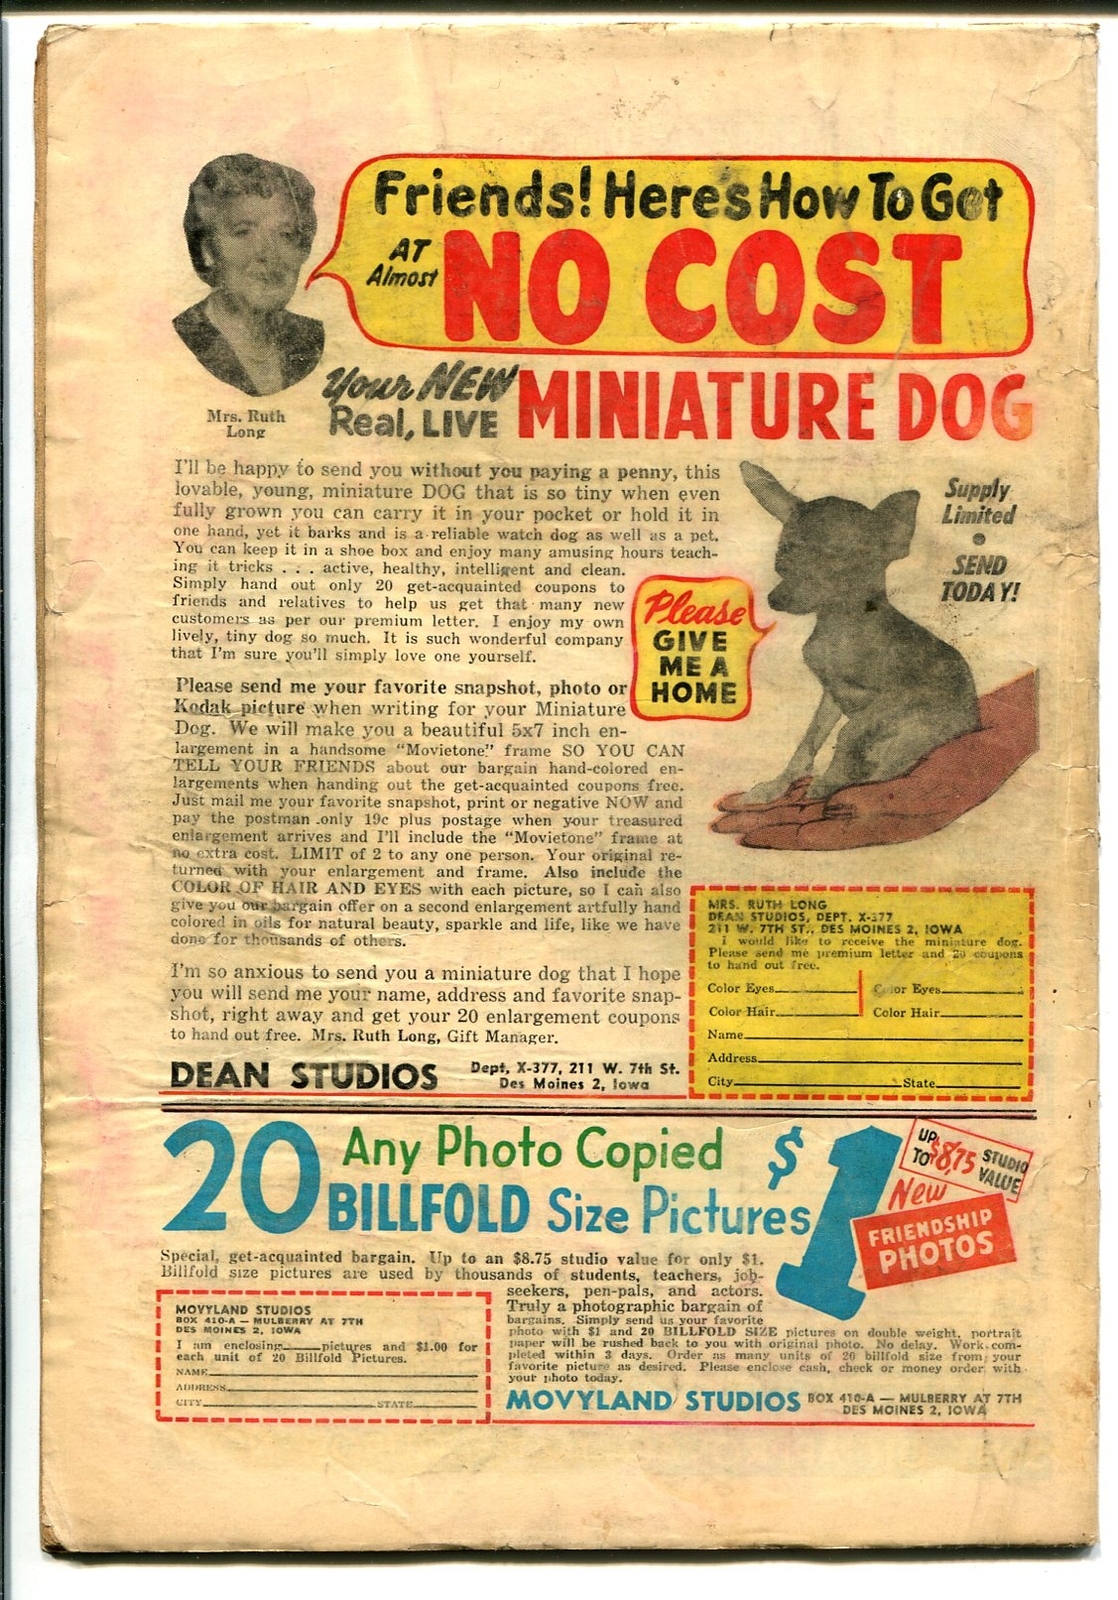 Friends! Here's How To Get
AT
Almost
NO COST
Your NEW
Real, LIVE
MINIATURE DOG
Mrs. Ruth
Long
I'll be happy to send you without you paying a penny, this
lovable, young, miniature DOG that is so tiny when even
fully grown you can carry it in your pocket or hold it in
one hand, yet it barks and is a reliable watch dog as well as a pet.
You can keep it in a shoe box and enjoy many amusing hours teach-
ing it tricks . . . active, healthy, intelligent and clean.
Simply hand out only 20 get-acquainted coupons to
friends and relatives to help us get that many new
customers as per our premium letter. I enjoy my own
lively, tiny dog so much. It is such wonderful company
that I'm sure you'll simply love one yourself.
Supply
Limited
•
SEND
TODAY!
Please
GIVE
ME A
HOME
Please send me your favorite snapshot, photo or
Kodak picture when writing for your Miniature
Dog. We will make you a beautiful 5x7 inch en-
largement in a handsome "Movietone" frame SO YOU CAN
TELL YOUR FRIENDS about our bargain hand-colored en-
largements when handing out the get-acquainted coupons free.
Just mail me your favorite snapshot, print or negative NOW and
pay the postman only 19c plus postage when your treasured
enlargement arrives and I'll include the "Movietone" frame at
no extra cost. LIMIT of 2 to any one person. Your original re-
turned with your enlargement and frame. Also include the
COLOR OF HAIR AND EYES with each picture, so I can also
give you our bargain offer on a second enlargement artfully hand
colored in oils for natural beauty, sparkle and life, like we have
done for thousands of others.
I'm so anxious to send you a miniature dog that I hope
you will send me your name, address and favorite snap-
shot, right away and get your 20 enlargement coupons
to hand out free. Mrs. Ruth Long, Gift Manager.
DEAN STUDIOS
Dept, X-377, 211 W. 7th St.
Des Moines 2, Iowa
MRS. RUTH LONG
DEAN STUDIOS, DEPT. X-377
211 W. 7TH ST., DES MOINES 2, IOWA
I would like to receive the miniature dog.
Please send me premium letter and 20 coupons
to hand out free.
Color Eyes Color Eyes
Color Hair Color Hair
Name
Address
City State
20
Any Photo Copied
BILLFOLD Size Pictures
$1
UP
TO $8.75 STUDIO
VALUE
New
FRIENDSHIP
PHOTOS
Special, get-acquainted bargain. Up to an $8.75 studio value for only $1.
Billfold size pictures are used by thousands of students, teachers, job-
seekers, pen-pals, and actors.
Truly a photographic bargain of
bargains. Simply send us your favorite
photo with $1 and 20 BILLFOLD SIZE pictures on double weight, portrait
paper will be rushed back to you with original photo. No delay. Work com-
pleted within 3 days. Order as many units of 20 billfold size from your
favorite picture as desired. Please enclose cash, check or money order with
your photo today.
MOVYLAND STUDIOS
BOX 410-A — MULBERRY AT 7TH
DES MOINES 2, IOWA
MOVYLAND STUDIOS
BOX 410-A — MULBERRY AT 7TH
DES MOINES 2, IOWA
I am enclosing pictures and $1.00 for
each unit of 20 Billfold Pictures.
NAME
ADDRESS
CITY STATE